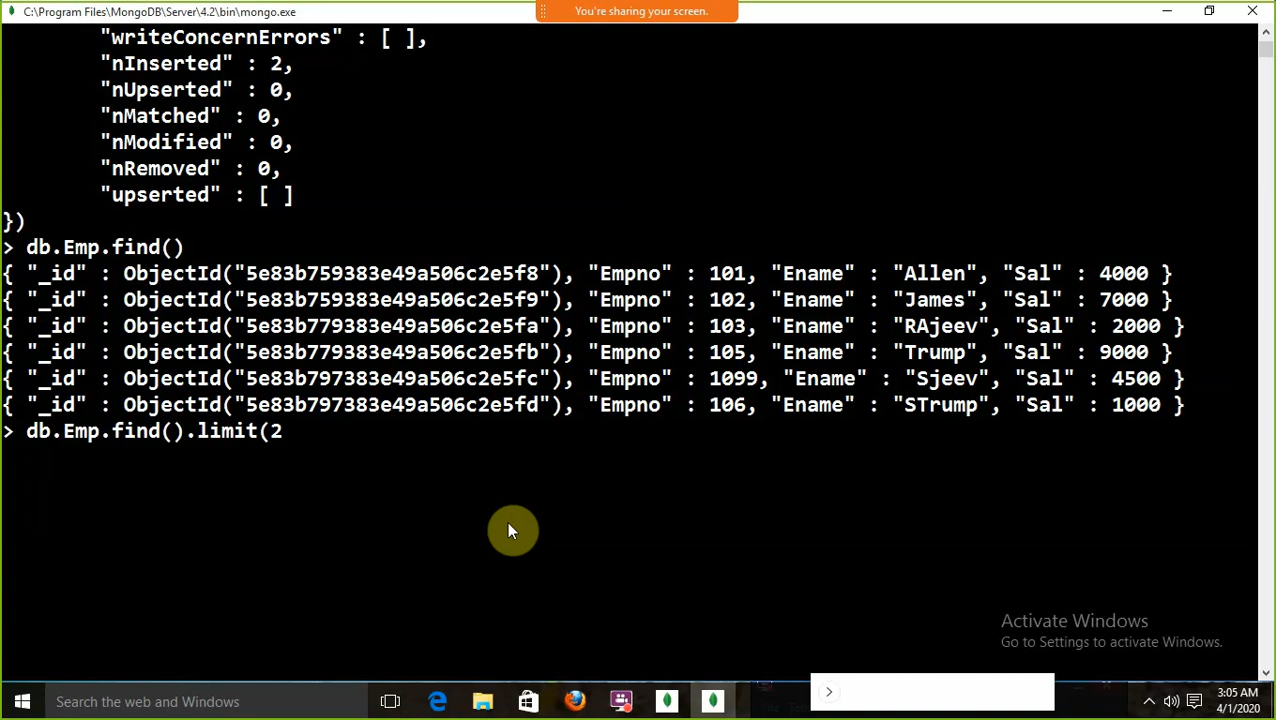 C:\Program Files\MongoDB\Server\4.2\bin\mongo.exe
You're sharing your screen.
"writeConcernErrors" : [ ],
"nInserted" : 2,
"nUpserted" : 0,
"nMatched" : 0,
"nModified" : 0,
"nRemoved" : 0,
"upserted" : [ ]
})
> db.Emp.find()
{ "_id" : ObjectId("5e83b759383e49a506c2e5f8"), "Empno" : 101, "Ename" : "Allen", "Sal" : 4000 }
{ "_id" : ObjectId("5e83b759383e49a506c2e5f9"), "Empno" : 102, "Ename" : "James", "Sal" : 7000 }
{ "_id" : ObjectId("5e83b779383e49a506c2e5fa"), "Empno" : 103, "Ename" : "RAjeev", "Sal" : 2000 }
{ "_id" : ObjectId("5e83b779383e49a506c2e5fb"), "Empno" : 105, "Ename" : "Trump", "Sal" : 9000 }
{ "_id" : ObjectId("5e83b797383e49a506c2e5fc"), "Empno" : 1099, "Ename" : "Sjeev", "Sal" : 4500 }
{ "_id" : ObjectId("5e83b797383e49a506c2e5fd"), "Empno" : 106, "Ename" : "STrump", "Sal" : 1000 }
> db.Emp.find().limit(2
Activate Windows
Go to Settings to activate Windows.
Search the web and Windows
3:05 AM
4/1/2020